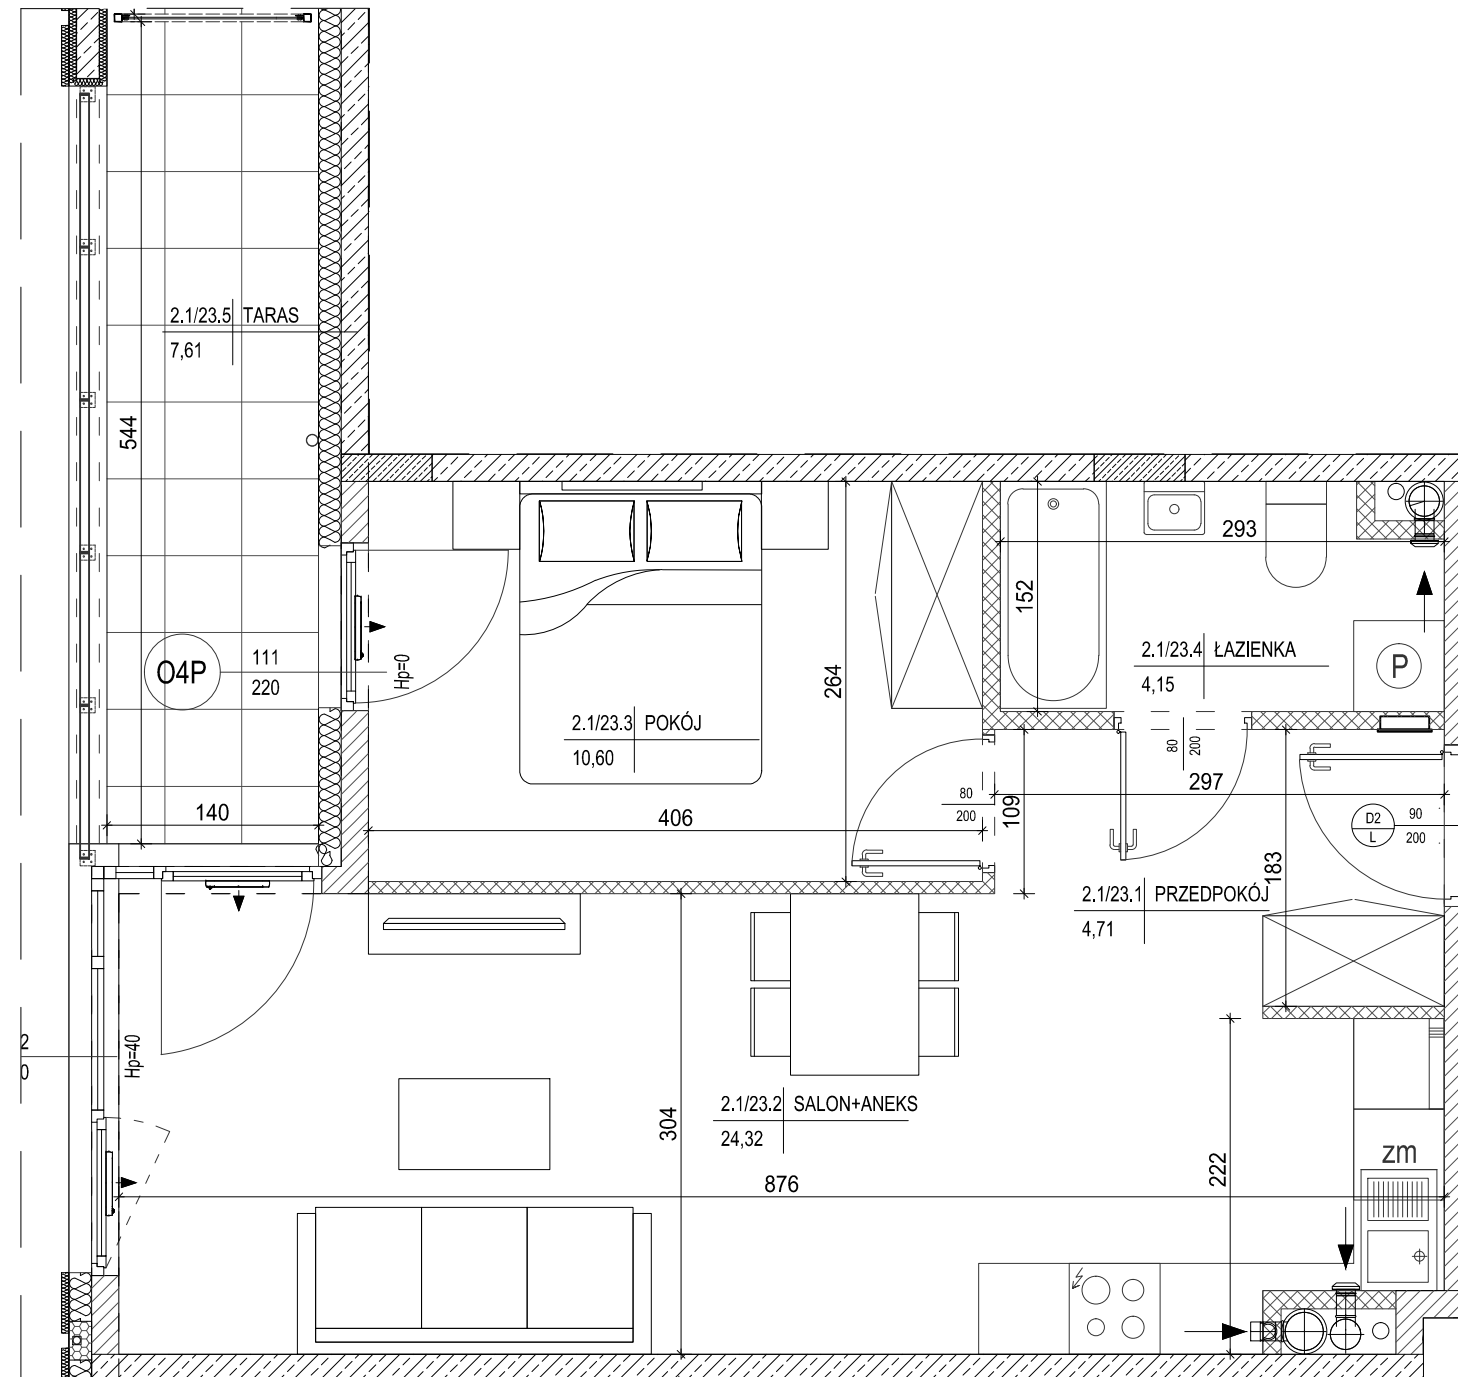 2.1/23.5 TARAS
7,61
544
O4P
111
220
Hp=0
140
2.1/23.3 POKÓJ
10,60
264
406
152
293
2.1/23.4 ŁAZIENKA
4,15
P
80
200
80
200
109
297
D2
L
90
200
183
2.1/23.1 PRZEDPOKÓJ
4,71
2
0
Hp=40
2.1/23.2 SALON+ANEKS
24,32
304
876
222
zm